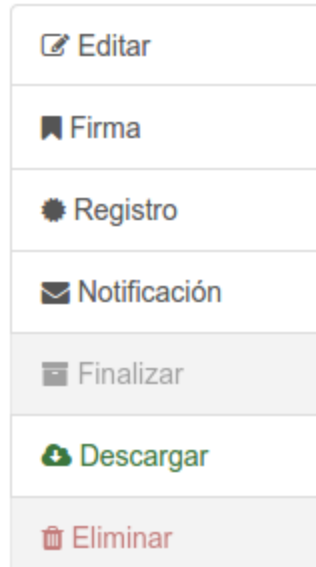 Editar
Firma
Registro
Notificación
Finalizar
Descargar
Eliminar